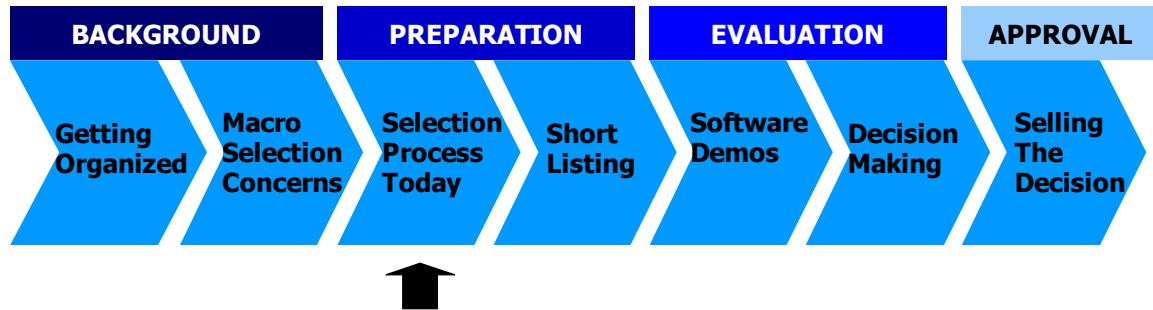 BACKGROUND
PREPARATION
EVALUATION
APPROVAL
Getting
Organized
Macro
Selection
Concerns
Selection
Process
Today
Short
Listing
Software
Demos
Decision
Making
Selling
The
Decision